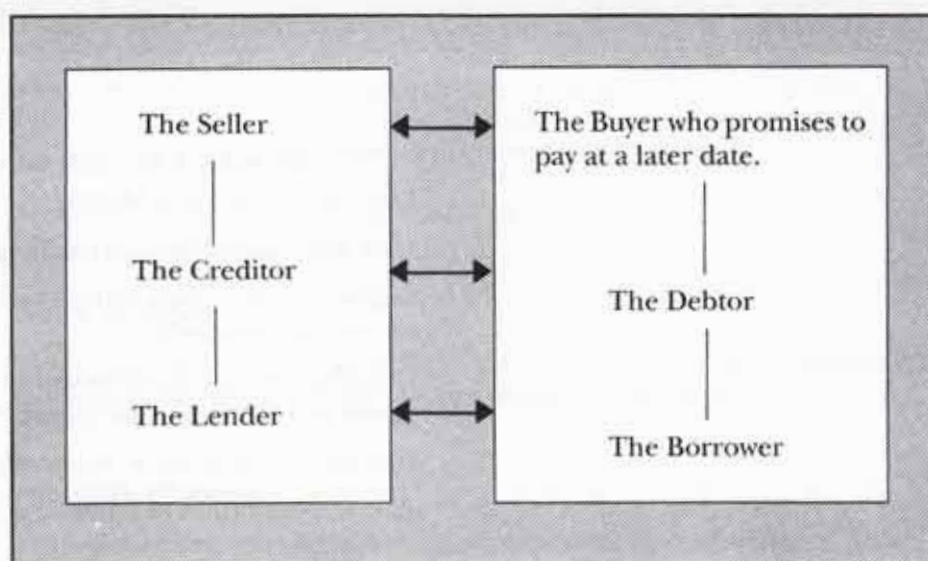 The Seller
The Creditor
The Lender
The Buyer who promises to
pay at a later date.
The Debtor
The Borrower